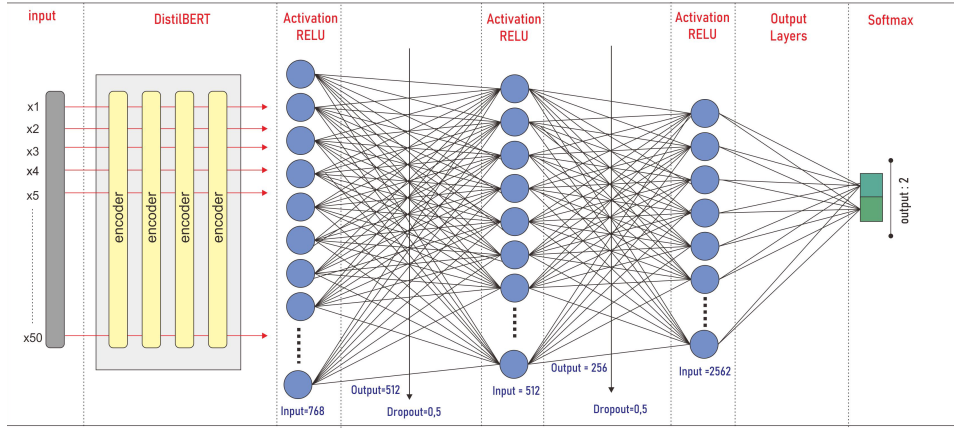 input
DistilBERT
Activation
RELU
Activation
RELU
Activation
RELU
Output
Layers
Softmax
x1
x2
x3
x4
x5
x50
encoder
encoder
encoder
encoder
output : 2
Output=512
Output = 256
Input=768
Dropout=0,5
Input = 512
Dropout=0,5
Input =2562